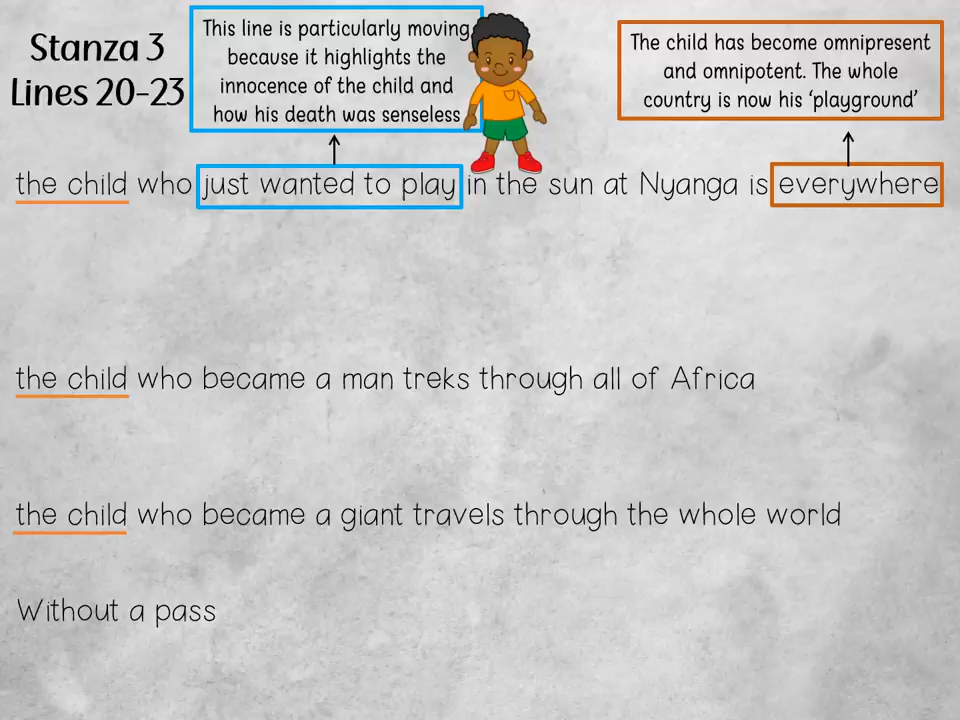 Stanza 3
Lines 20-23
This line is particularly moving
because it highlights the
innocence of the child and
how his death was senseless
The child has become omnipresent
and omnipotent. The whole
country is now his ‘playground’
the child who just wanted to play in the sun at Nyanga is everywhere
the child who became a man treks through all of Africa
the child who became a giant travels through the whole world
Without a pass